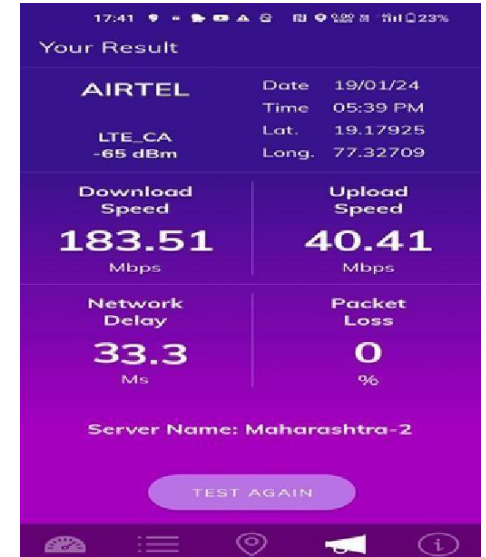 17:41 23%
Your Result
AIRTEL
LTE_CA
-65 dBm
Date 19/01/24
Time 05:39 PM
Lat. 19.17925
Long. 77.32709
Download
Speed
183.51
Mbps
Upload
Speed
40.41
Mbps
Network
Delay
33.3
Ms
Packet
Loss
0
%
Server Name: Maharashtra-2
TEST AGAIN